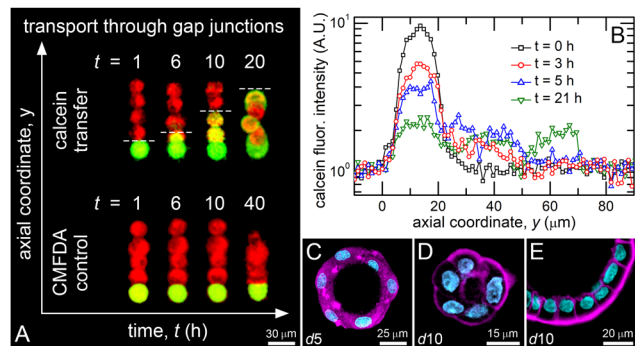 transport through gap junctions
t = 1 6 10 20
calcein
transfer
axial coordinate, y
t = 1 6 10 40
CMFDA
control
A
time, t (h)
30 μm
B
calcein fluor. intensity (A.U.)
10¹
10⁰
t = 0 h
t = 3 h
t = 5 h
t = 21 h
0 20 40 60 80
axial coordinate, y (μm)
C
d5
25 μm
D
d10
15 μm
E
d10
20 μm